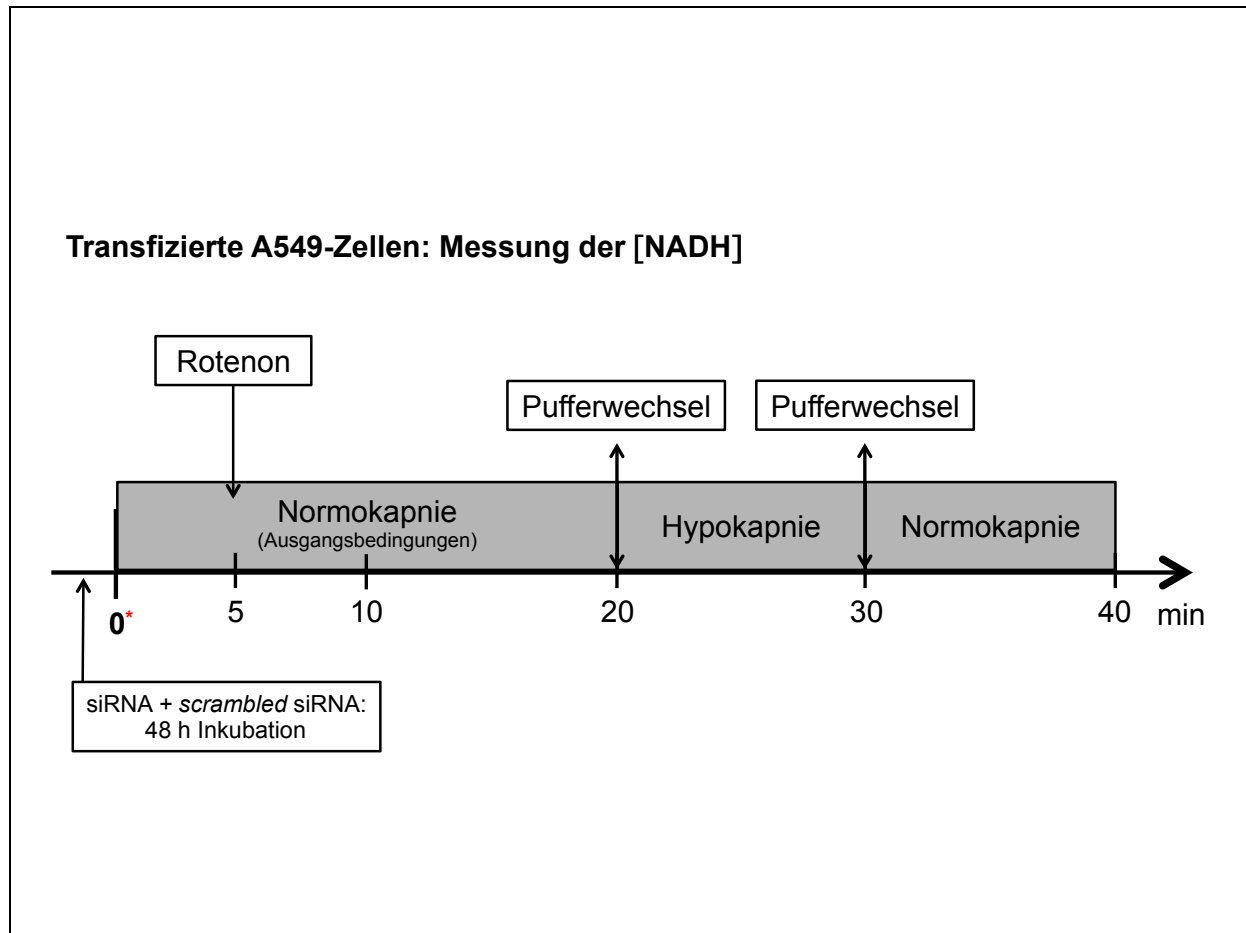 Transfizierte A549-Zellen: Messung der [NADH]
Rotenon
Pufferwechsel
Pufferwechsel
Normokapnie
(Ausgangsbedingungen)
Hypokapnie
Normokapnie
0*
5
10
20
30
40
min
siRNA + scrambled siRNA:
48 h Inkubation